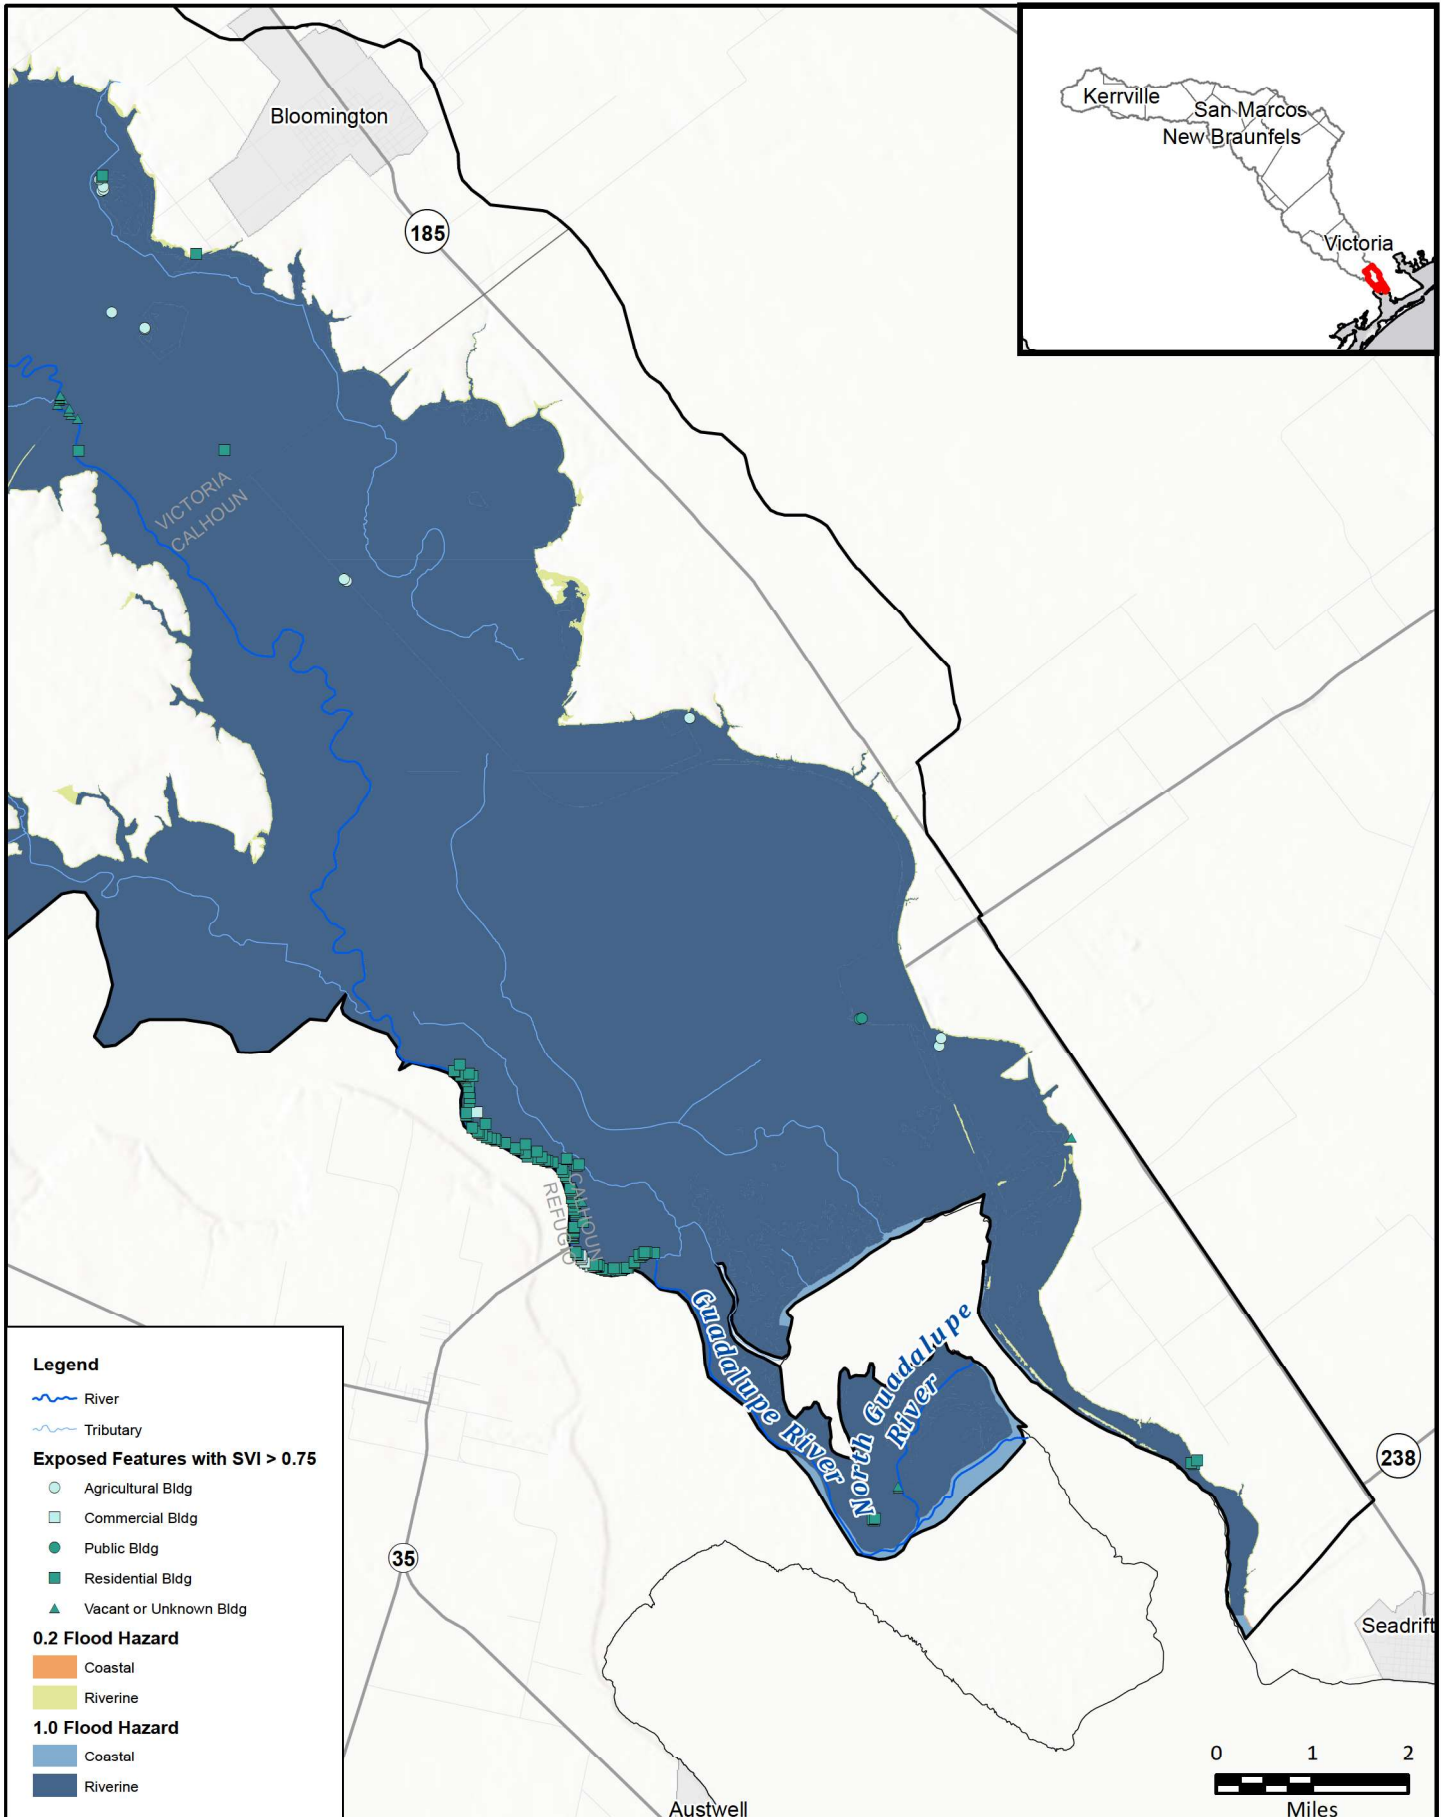 Bloomington
185
Kerrville
San Marcos
New Braunfels
Victoria
VICTORIA
CALHOUN
CALHOUN
REFUGIO
Guadalupe River
North Guadalupe
River
238
35
Seadrift
Austwell
Legend
River
Tributary
Exposed Features with SVI > 0.75
Agricultural Bldg
Commercial Bldg
Public Bldg
Residential Bldg
Vacant or Unknown Bldg
0.2 Flood Hazard
Coastal
Riverine
1.0 Flood Hazard
Coastal
Riverine
0 1 2
Miles